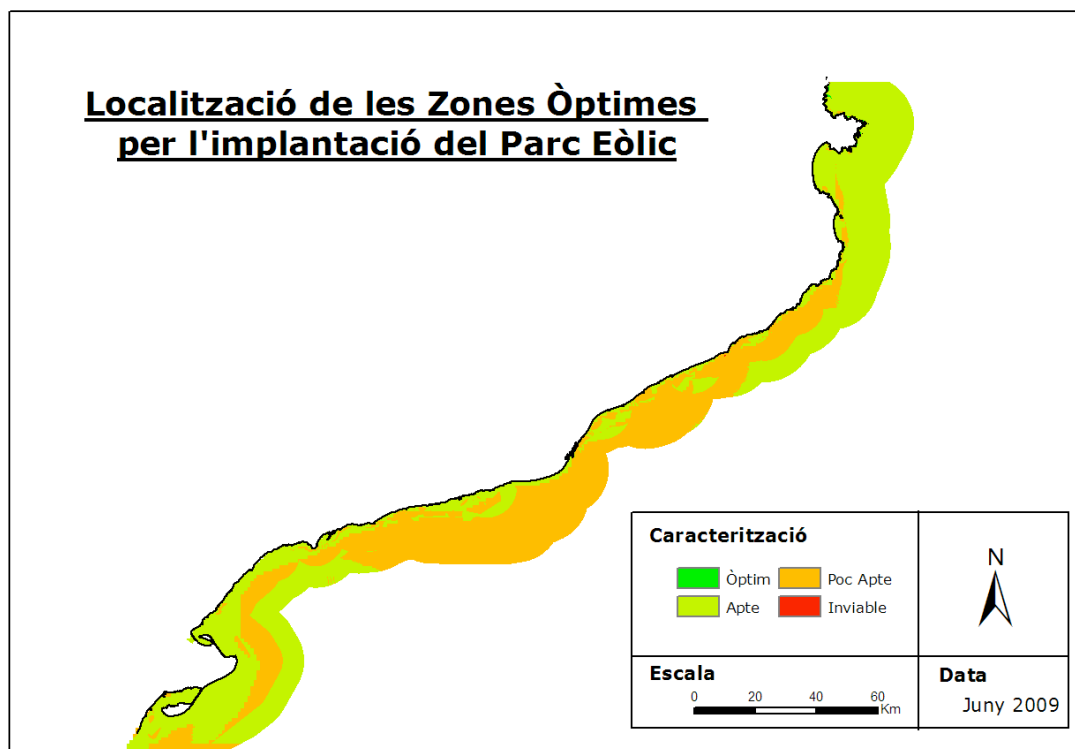 Localització de les Zones Òptimes
per l'implantació del Parc Eòlic
Caracterització
Òptim Poc Apte
Apte Inviable
N
Escala
0 20 40 60
Km
Data
Juny 2009